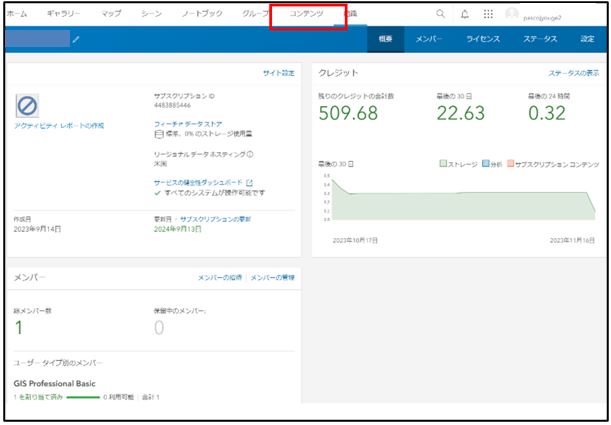 ホーム ギャラリー マップ シーン ノートブック グループ コンテンツ 組織
概要 メンバー ライセンス ステータス 設定
サイト設定
アクティビティ レポートの作成
サブスクリプション ID
4483885446
フィーチャ データ ストア
標準、0% のストレージ使用量
リージョナル データ ホスティング
米国
サービスの健全性ダッシュボード
すべてのシステムが操作可能です
作成日
2023年9月14日
更新日 - サブスクリプションの更新
2024年9月13日
クレジット ステータスの表示
残りのクレジットの合計数
509.68
最後の 30 日
22.63
最後の 24 時間
0.32
最後の 30 日
ストレージ 分析 サブスクリプション コンテンツ
2023年10月17日 2023年11月16日
メンバー メンバーの招待 メンバーの管理
総メンバー数
1
保留中のメンバー:
0
ユーザー タイプ別のメンバー
GIS Professional Basic
1 を割り当て済み 0 利用可能 合計 1